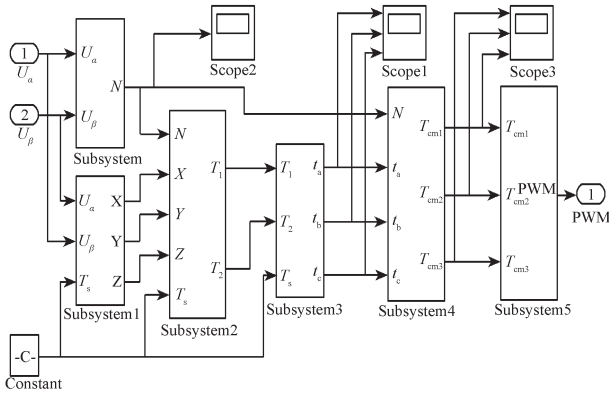 1
Uα
2
Uβ
Uα
Uβ
N
Subsystem
Scope2
Scope1
Scope3
Uα
Uβ
Ts
X
Y
Z
Subsystem1
N
X
Y
Z
Ts
T1
T2
Subsystem2
T1
T2
Ts
ta
tb
tc
Subsystem3
N
ta
tb
tc
Tcm1
Tcm2
Tcm3
Subsystem4
Tcm1
Tcm2
Tcm3
PWM
Subsystem5
1
PWM
-C-
Constant